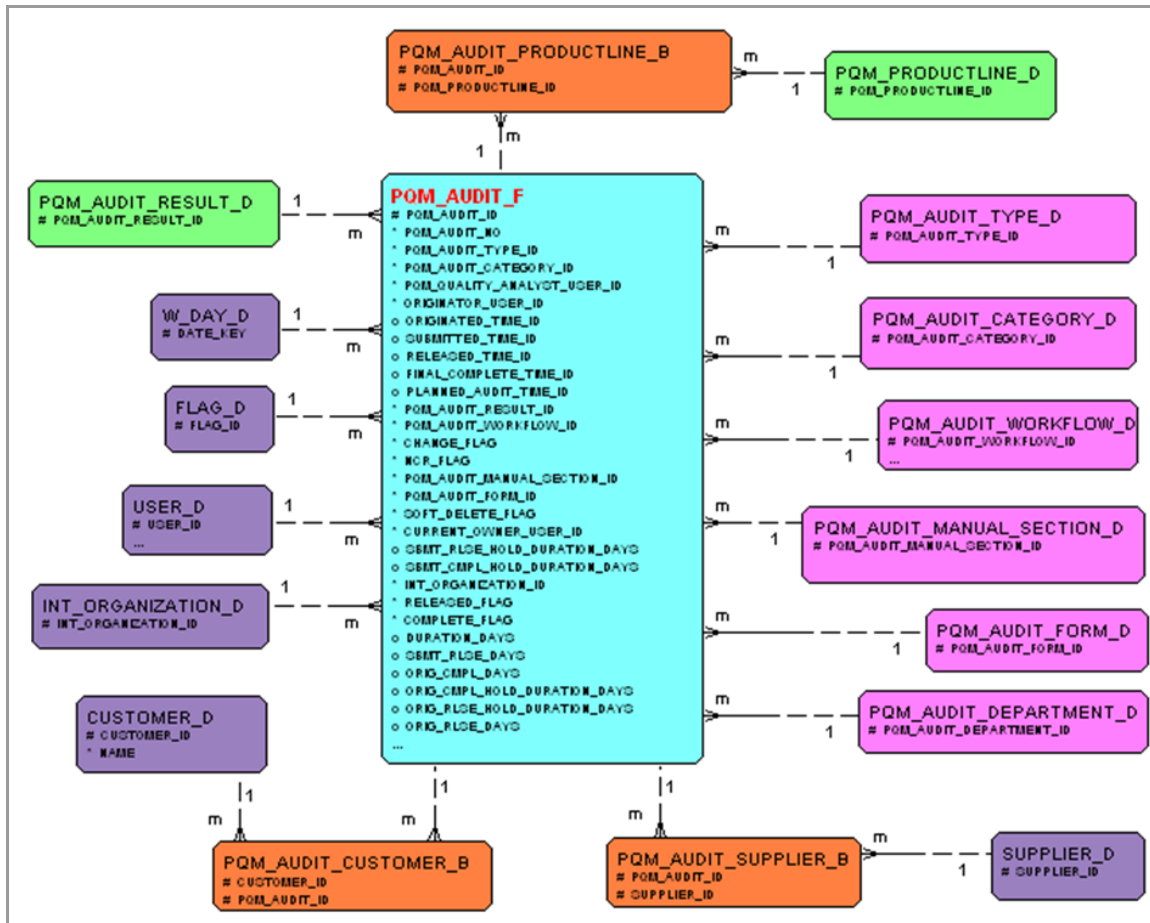 PQM_AUDIT_PRODUCTLINE_B
# PQM_AUDIT_ID
# PQM_PRODUCTLINE_ID
m
1
PQM_PRODUCTLINE_D
# PQM_PRODUCTLINE_ID
m
1
PQM_AUDIT_RESULT_D
# PQM_AUDIT_RESULT_ID
1
m
W_DAY_D
# DATE_KEY
1
m
FLAG_D
# FLAG_ID
1
m
USER_D
# USER_ID
...
1
m
INT_ORGANIZATION_D
# INT_ORGANIZATION_ID
1
m
PQM_AUDIT_F
# PQM_AUDIT_ID
* PQM_AUDIT_NO
* PQM_AUDIT_TYPE_ID
* PQM_AUDIT_CATEGORY_ID
* PQM_QUALITY_ANALYST_USER_ID
* ORIGINATOR_USER_ID
o ORIGINATED_TIME_ID
o SUBMITTED_TIME_ID
o RELEASED_TIME_ID
o FINAL_COMPLETE_TIME_ID
o PLANNED_AUDIT_TIME_ID
* PQM_AUDIT_RESULT_ID
* PQM_AUDIT_WORKFLOW_ID
* CHANGE_FLAG
* NCR_FLAG
* PQM_AUDIT_MANUAL_SECTION_ID
* PQM_AUDIT_FORM_ID
* SOFT_DELETE_FLAG
* CURRENT_OWNER_USER_ID
o SBMT_RLSE_HOLD_DURATION_DAYS
o SBMT_CMPL_HOLD_DURATION_DAYS
* INT_ORGANIZATION_ID
* RELEASED_FLAG
* COMPLETE_FLAG
o DURATION_DAYS
o SBMT_RLSE_DAYS
o ORIG_CMPL_DAYS
o ORIG_CMPL_HOLD_DURATION_DAYS
o ORIG_RLSE_HOLD_DURATION_DAYS
o ORIG_RLSE_DAYS
...
m
1
PQM_AUDIT_TYPE_D
# PQM_AUDIT_TYPE_ID
m
1
PQM_AUDIT_CATEGORY_D
# PQM_AUDIT_CATEGORY_ID
m
1
PQM_AUDIT_WORKFLOW_D
# PQM_AUDIT_WORKFLOW_ID
...
m
1
PQM_AUDIT_MANUAL_SECTION_D
# PQM_AUDIT_MANUAL_SECTION_ID
m
1
PQM_AUDIT_FORM_D
# PQM_AUDIT_FORM_ID
m
1
PQM_AUDIT_DEPARTMENT_D
# PQM_AUDIT_DEPARTMENT_ID
CUSTOMER_D
# CUSTOMER_ID
* NAME
1
m
1
m
PQM_AUDIT_CUSTOMER_B
# CUSTOMER_ID
# PQM_AUDIT_ID
1
m
PQM_AUDIT_SUPPLIER_B
# PQM_AUDIT_ID
# SUPPLIER_ID
m
1
SUPPLIER_D
# SUPPLIER_ID